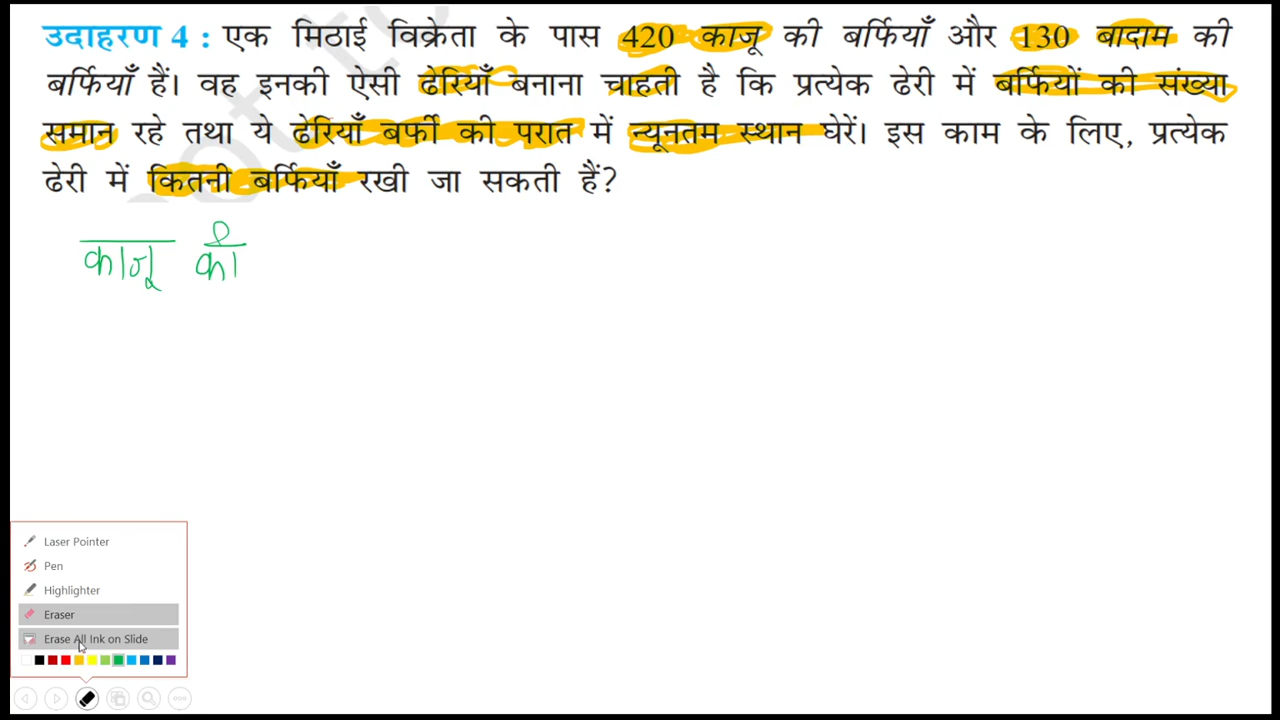 उदाहरण 4 : एक मिठाई विक्रेता के पास 420 काजू की बर्फियाँ और 130 बादाम की
बर्फियाँ हैं। वह इनकी ऐसी ढेरियाँ बनाना चाहती है कि प्रत्येक ढेरी में बर्फियों की संख्या
समान रहे तथा ये ढेरियाँ बर्फी की परात में न्यूनतम स्थान घेरें। इस काम के लिए, प्रत्येक
ढेरी में कितनी बर्फियाँ रखी जा सकती हैं?
काजू की
Laser Pointer
Pen
Highlighter
Eraser
Erase All Ink on Slide